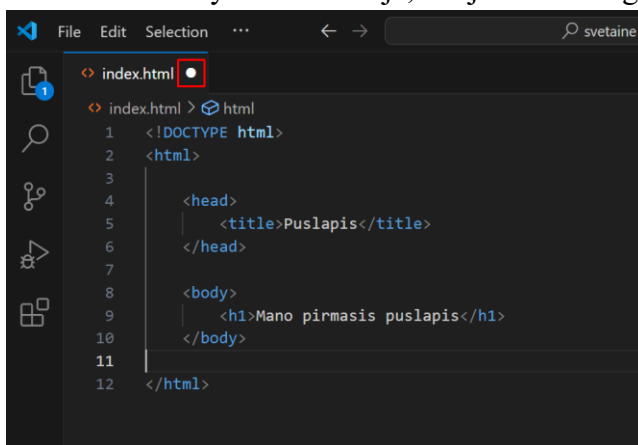 File Edit Selection ··· ← → svetaine
index.html
index.html > html
1 <!DOCTYPE html>
2 <html>
3
4 <head>
5 <title>Puslapis</title>
6 </head>
7
8 <body>
9 <h1>Mano pirmasis puslapis</h1>
10 </body>
11
12 </html>
1